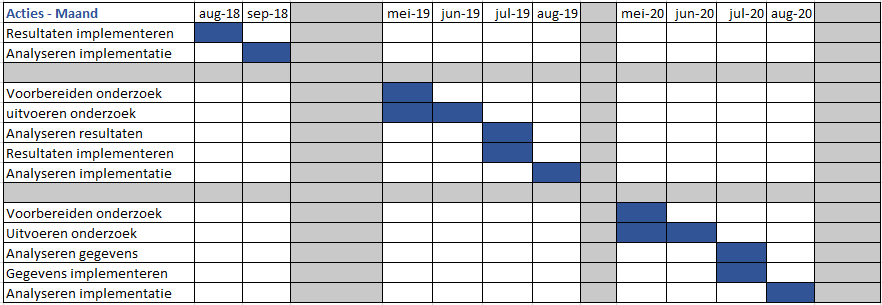 Acties - Maand aug-18 sep-18 mei-19 jun-19 jul-19 aug-19 mei-20 jun-20 jul-20 aug-20
Resultaten implementeren
Analyseren implementatie
Voorbereiden onderzoek
uitvoeren onderzoek
Analyseren resultaten
Resultaten implementeren
Analyseren implementatie
Voorbereiden onderzoek
Uitvoeren onderzoek
Analyseren gegevens
Gegevens implementeren
Analyseren implementatie